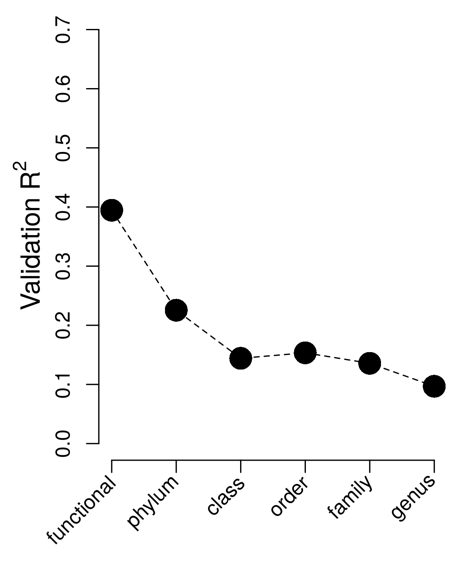 Validation R²
0.7
0.6
0.5
0.4
0.3
0.2
0.1
0.0
functional
phylum
class
order
family
genus